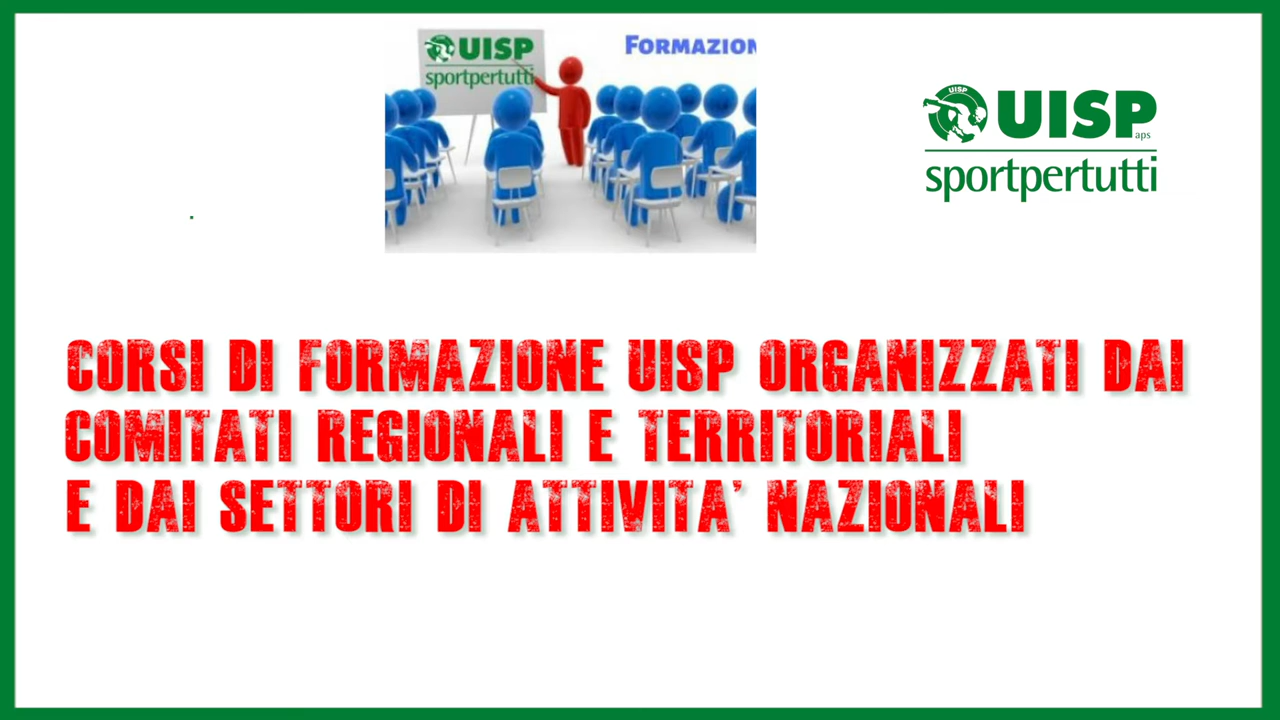 UISP
sportpertutti
FORMAZION
UISP
UISP
aps
sportpertutti
CORSI DI FORMAZIONE UISP ORGANIZZATI DAI
COMITATI REGIONALI E TERRITORIALI
E DAI SETTORI DI ATTIVITA' NAZIONALI